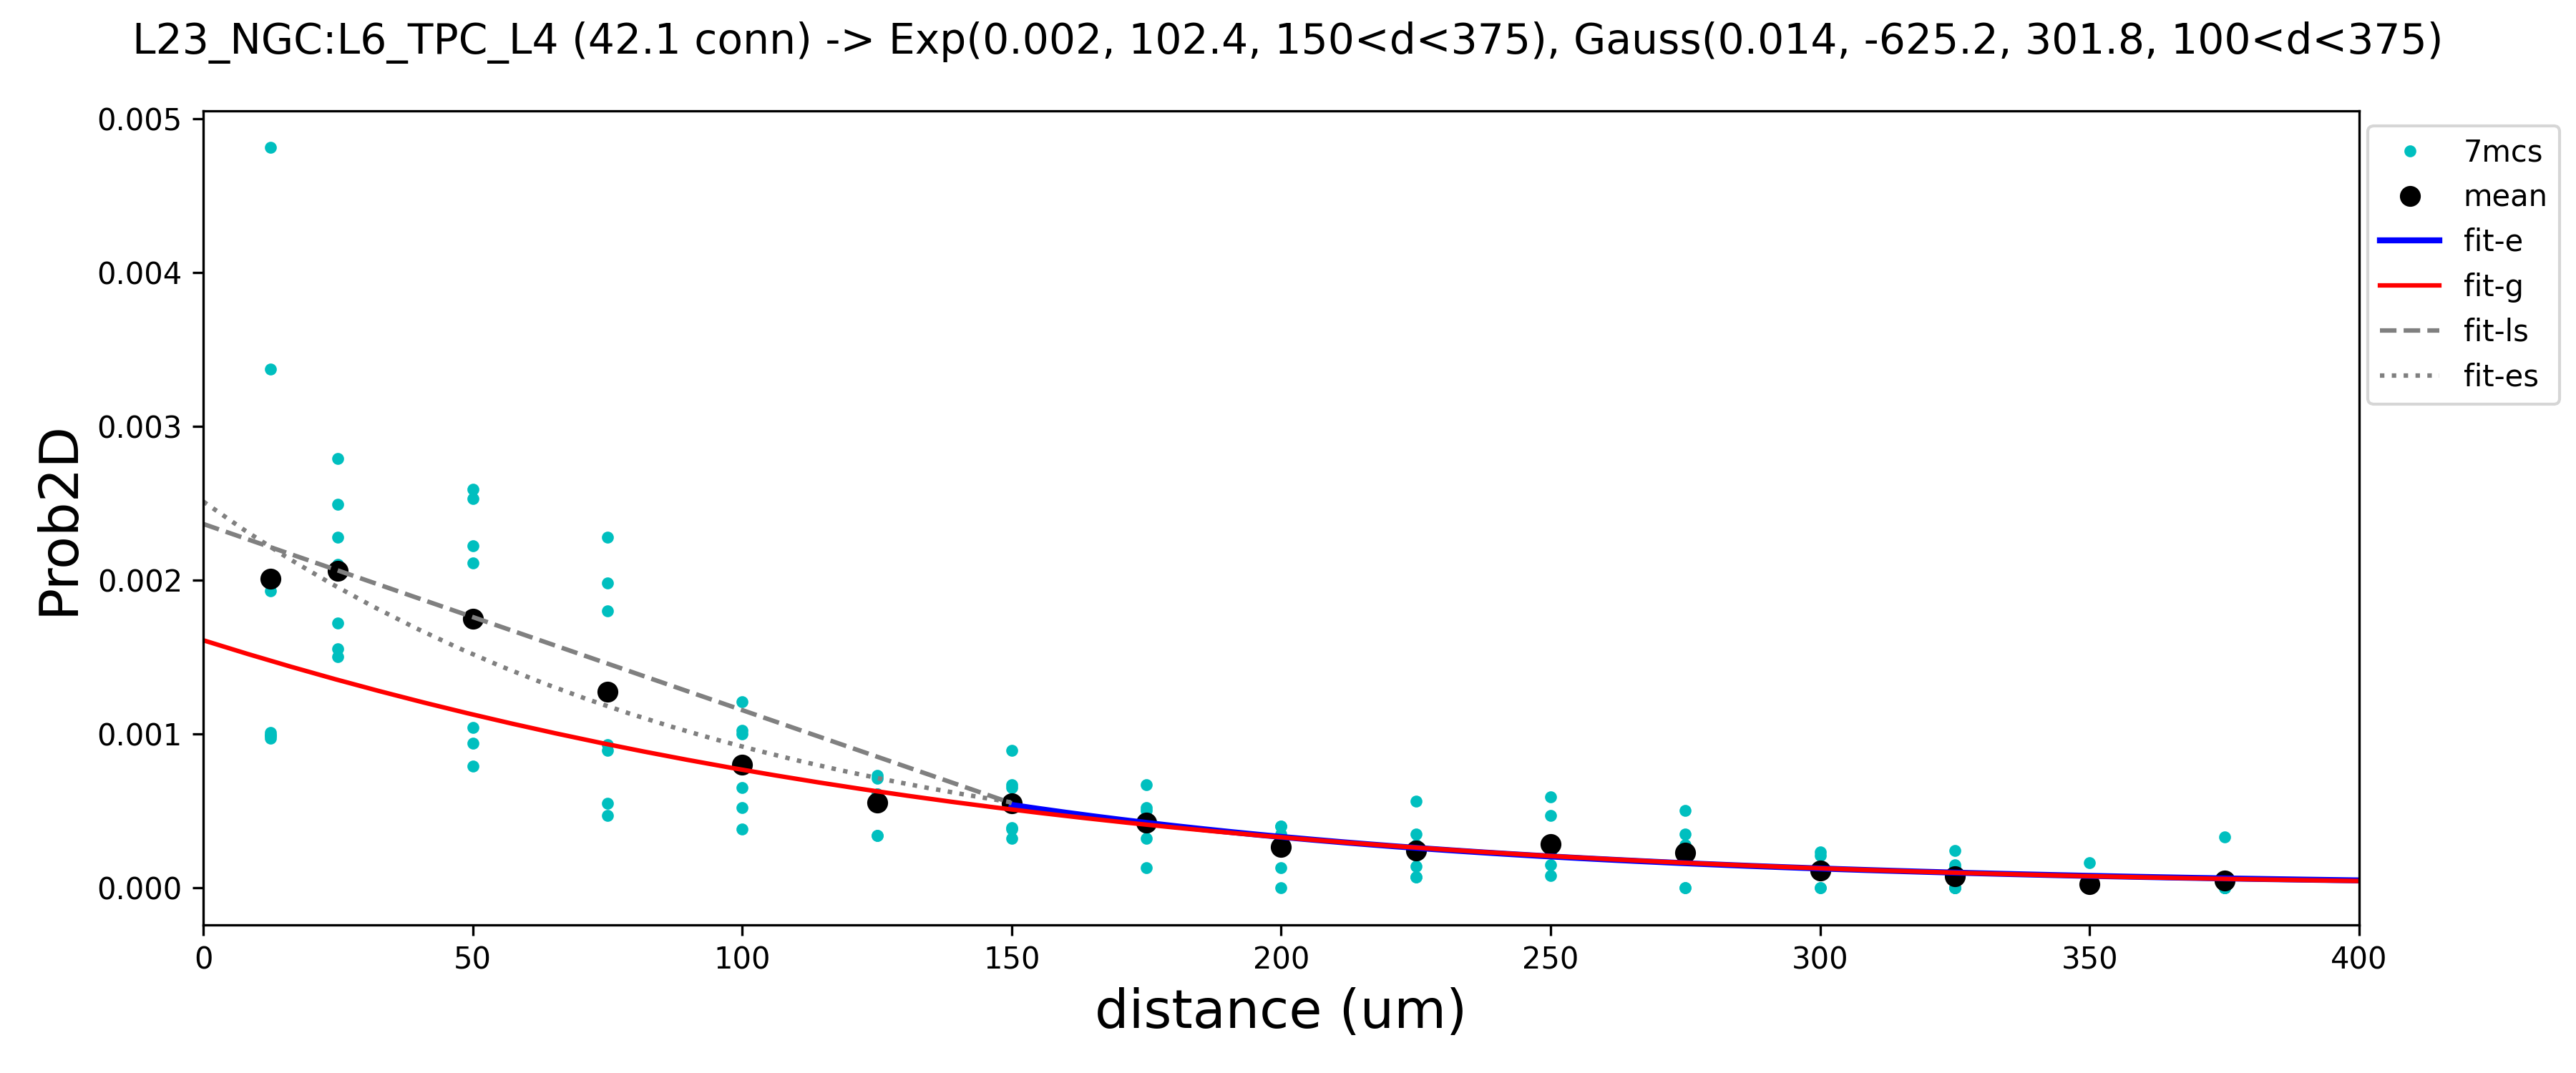 L23_NGC:L6_TPC_L4 (42.1 conn) -> Exp(0.002, 102.4, 150<d<375), Gauss(0.014, -625.2, 301.8, 100<d<375)
0.005
0.004
0.003
0.002
0.001
0.000
Prob2D
0 50 100 150 200 250 300 350 400
distance (um)
7mcs
mean
fit-e
fit-g
fit-ls
fit-es